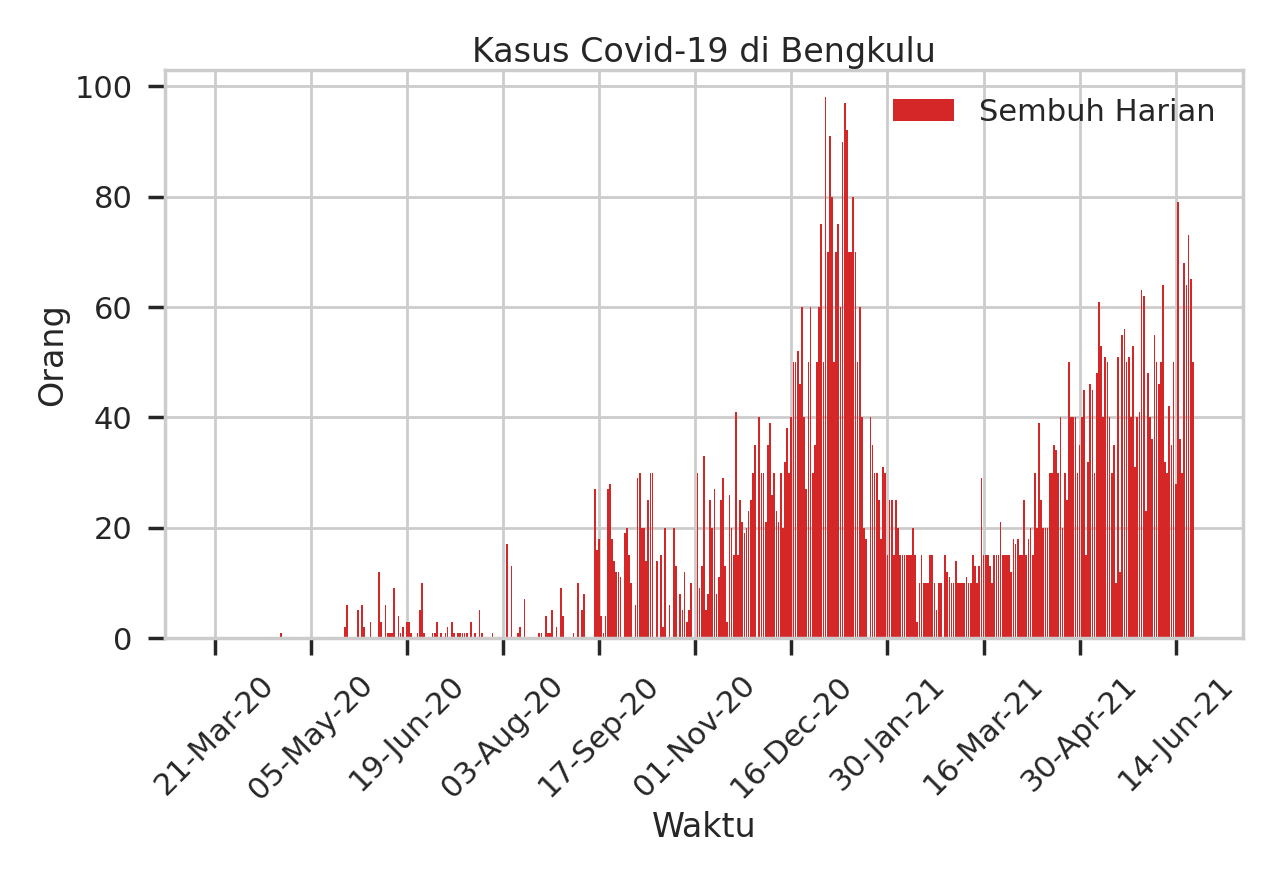 Kasus Covid-19 di Bengkulu
Sembuh Harian
Orang
100
80
60
40
20
0
21-Mar-20
05-May-20
19-Jun-20
03-Aug-20
17-Sep-20
01-Nov-20
16-Dec-20
30-Jan-21
16-Mar-21
30-Apr-21
14-Jun-21
Waktu